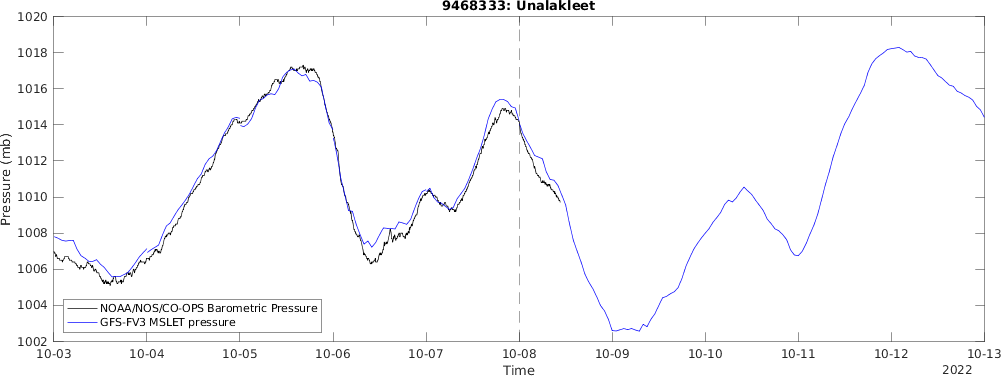 9468333: Unalakleet
1020
1018
1016
1014
1012
1010
1008
1006
1004
1002
Pressure (mb)
NOAA/NOS/CO-OPS Barometric Pressure
GFS-FV3 MSLET pressure
10-03 10-04 10-05 10-06 10-07 10-08 10-09 10-10 10-11 10-12 10-13
Time
2022